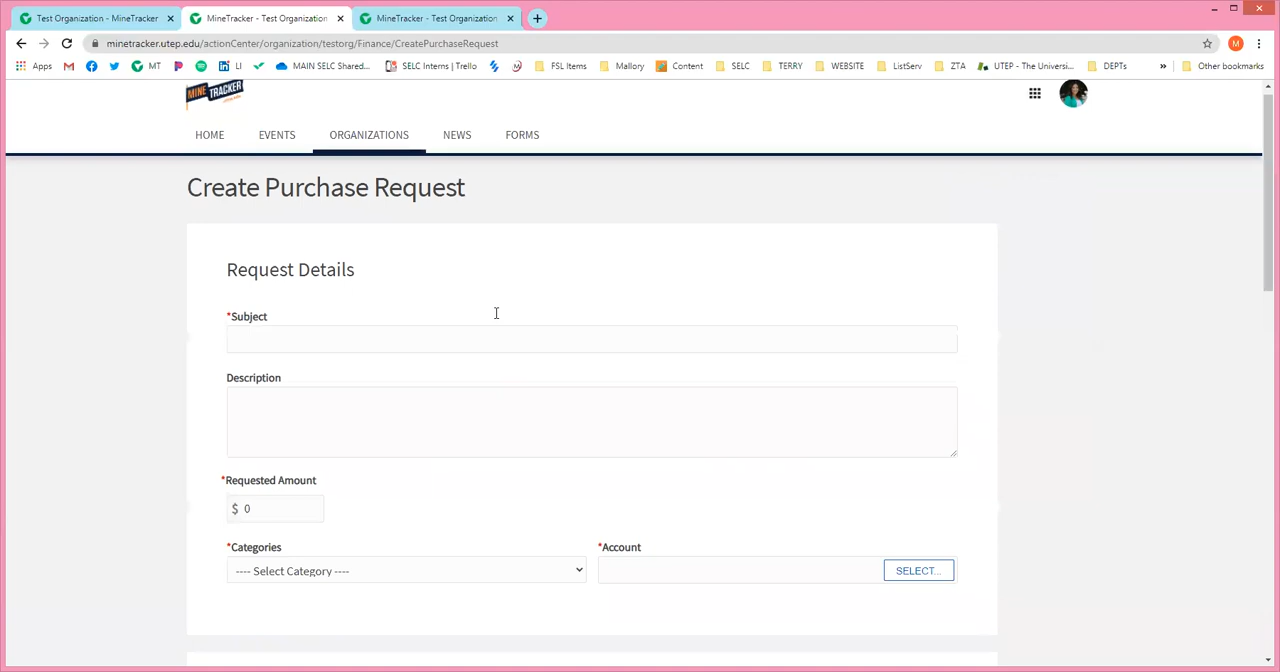 Test Organization - MineTracker
MineTracker - Test Organization
MineTracker - Test Organization
minetracker.utep.edu/actionCenter/organization/testorg/Finance/CreatePurchaseRequest
M
Apps
MT
LI
MAIN SELC Shared...
SELC Interns | Trello
FSL Items
Mallory
Content
SELC
TERRY
WEBSITE
ListServ
ZTA
UTEP - The Universi...
DEPTs
»
Other bookmarks
MINE TRACKER
HOME
EVENTS
ORGANIZATIONS
NEWS
FORMS
Create Purchase Request
Request Details
*Subject
Description
*Requested Amount
$ 0
*Categories
*Account
---- Select Category ----
SELECT...